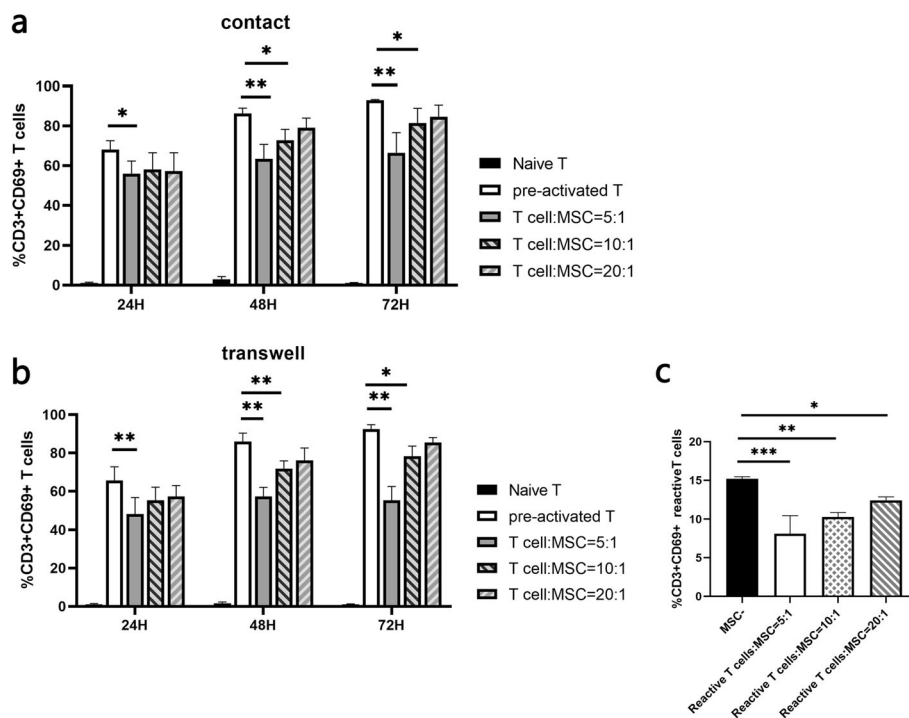 a
contact
*
**
*
**
*
%CD3+CD69+ T cells
100
80
60
40
20
0
24H
48H
72H
Naive T
pre-activated T
T cell:MSC=5:1
T cell:MSC=10:1
T cell:MSC=20:1
b
transwell
**
**
**
*
**
%CD3+CD69+ T cells
100
80
60
40
20
0
24H
48H
72H
Naive T
pre-activated T
T cell:MSC=5:1
T cell:MSC=10:1
T cell:MSC=20:1
c
*
**
***
%CD3+CD69+ reactiveT cells
20
15
10
5
0
MSC-
Reactive T cells:MSC=5:1
Reactive T cells:MSC=10:1
Reactive T cells:MSC=20:1